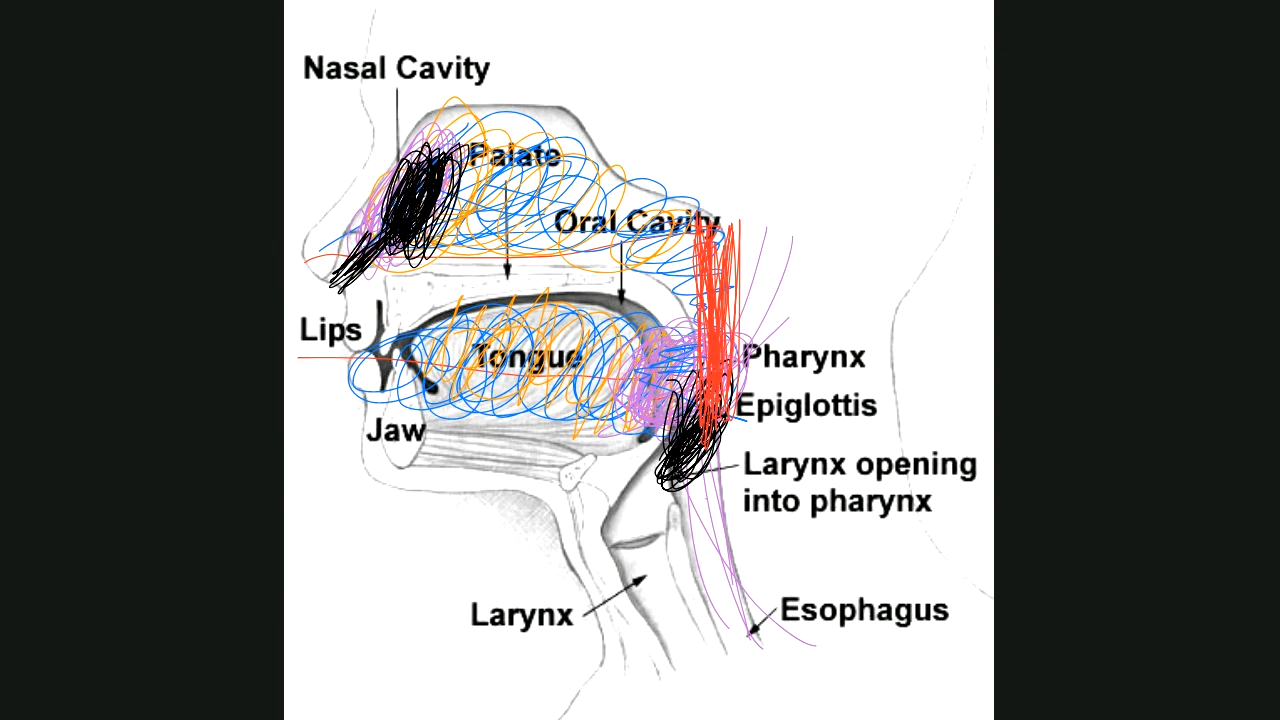 Nasal Cavity
Palate
Oral Cavity
Lips
Tongue
Pharynx
Epiglottis
Jaw
Larynx opening
into pharynx
Larynx
Esophagus